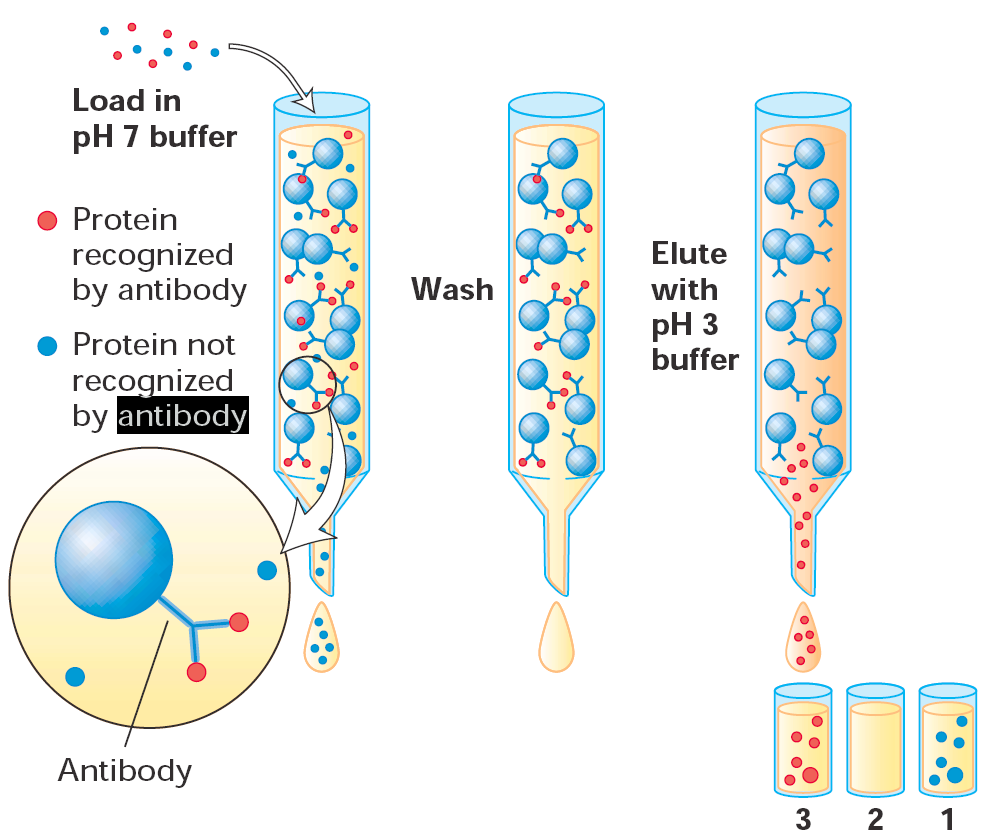 Load in
pH 7 buffer
Protein
recognized
by antibody
Protein not
recognized
by antibody
Antibody
Wash
Elute
with
pH 3
buffer
3 2 1